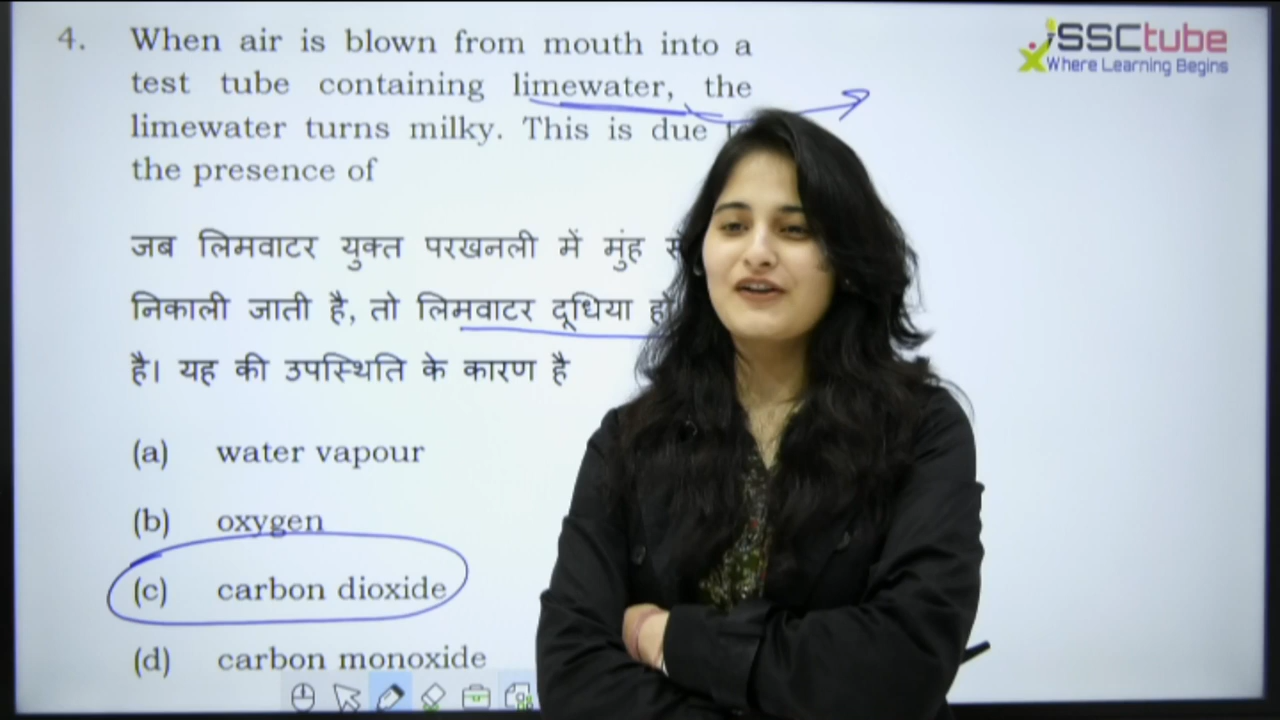 4. When air is blown from mouth into a
test tube containing limewater, the
limewater turns milky. This is due
the presence of
जब लिमवाटर युक्त परखनली में मुंह
निकाली जाती है, तो लिमवाटर दूधिया हो
है। यह की उपस्थिति के कारण है
(a) water vapour
(b) oxygen
(c) carbon dioxide
(d) carbon monoxide
SSCtube
Where Learning Begins